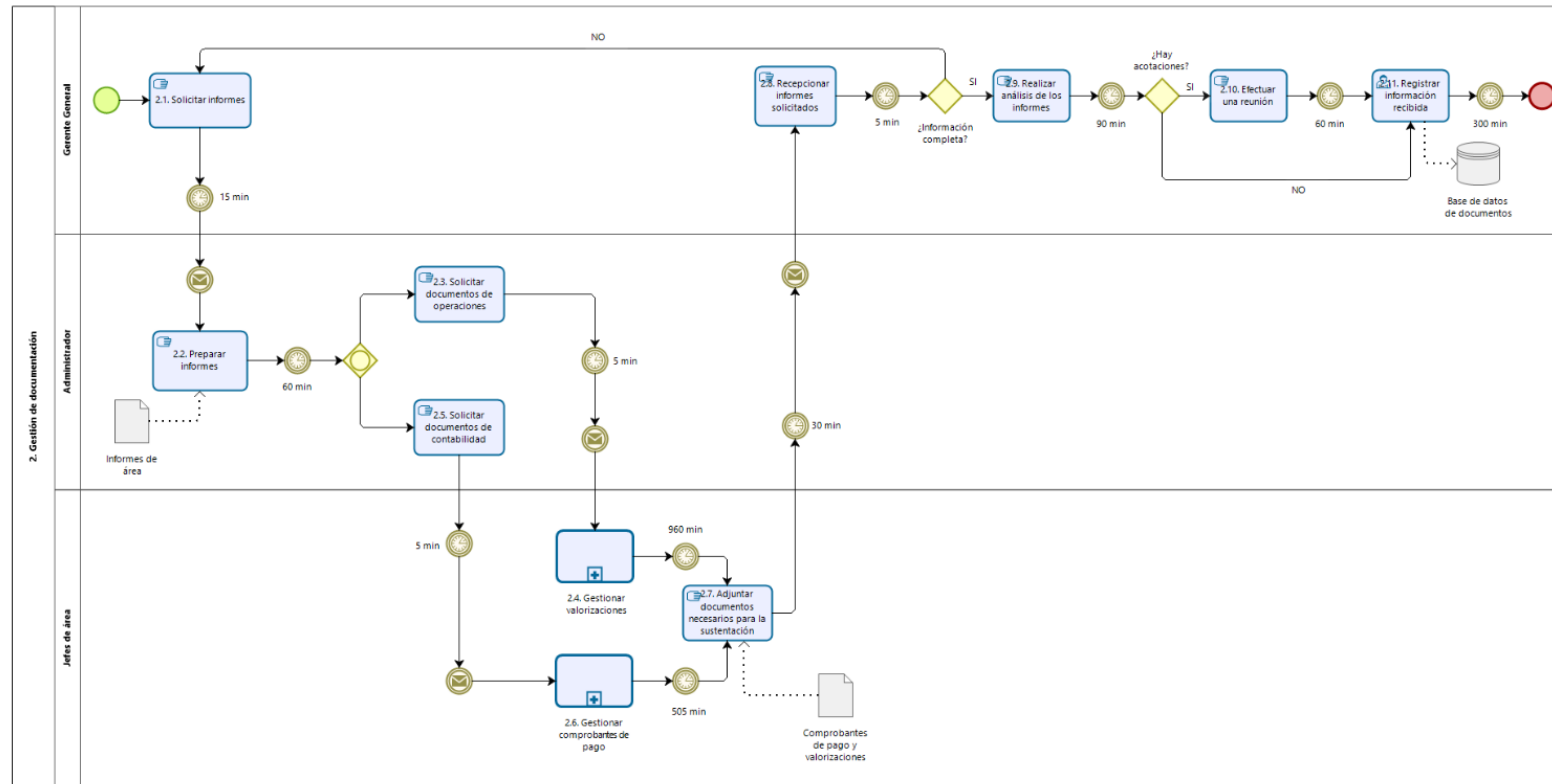 2. Gestión de documentación
Gerente General
NO
2.1. Solicitar informes
15 min
2.8. Recepcionar
informes
solicitados
5 min
¿Información
completa?
SI
2.9. Realizar
análisis de los
informes
90 min
¿Hay
acotaciones?
SI
2.10. Efectuar
una reunión
60 min
2.11. Registrar
información
recibida
300 min
NO
Base de datos
de documentos
Administrador
2.2. Preparar
informes
60 min
Informes de
área
2.3. Solicitar
documentos de
operaciones
5 min
2.5. Solicitar
documentos de
contabilidad
30 min
Jefes de área
5 min
960 min
2.4. Gestionar
valorizaciones
2.7. Adjuntar
documentos
necesarios para la
sustentación
505 min
2.6. Gestionar
comprobantes de
pago
Comprobantes
de pago y
valorizaciones